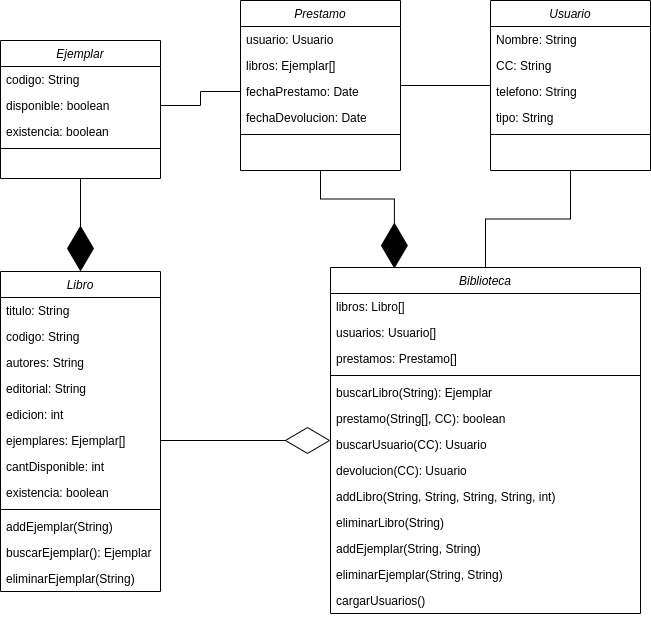 Ejemplar
codigo: String
disponible: boolean
existencia: boolean
Prestamo
usuario: Usuario
libros: Ejemplar[]
fechaPrestamo: Date
fechaDevolucion: Date
Usuario
Nombre: String
CC: String
telefono: String
tipo: String
Libro
titulo: String
codigo: String
autores: String
editorial: String
edicion: int
ejemplares: Ejemplar[]
cantDisponible: int
existencia: boolean
addEjemplar(String)
buscarEjemplar(): Ejemplar
eliminarEjemplar(String)
Biblioteca
libros: Libro[]
usuarios: Usuario[]
prestamos: Prestamo[]
buscarLibro(String): Ejemplar
prestamo(String[], CC): boolean
buscarUsuario(CC): Usuario
devolucion(CC): Usuario
addLibro(String, String, String, String, int)
eliminarLibro(String)
addEjemplar(String, String)
eliminarEjemplar(String, String)
cargarUsuarios()